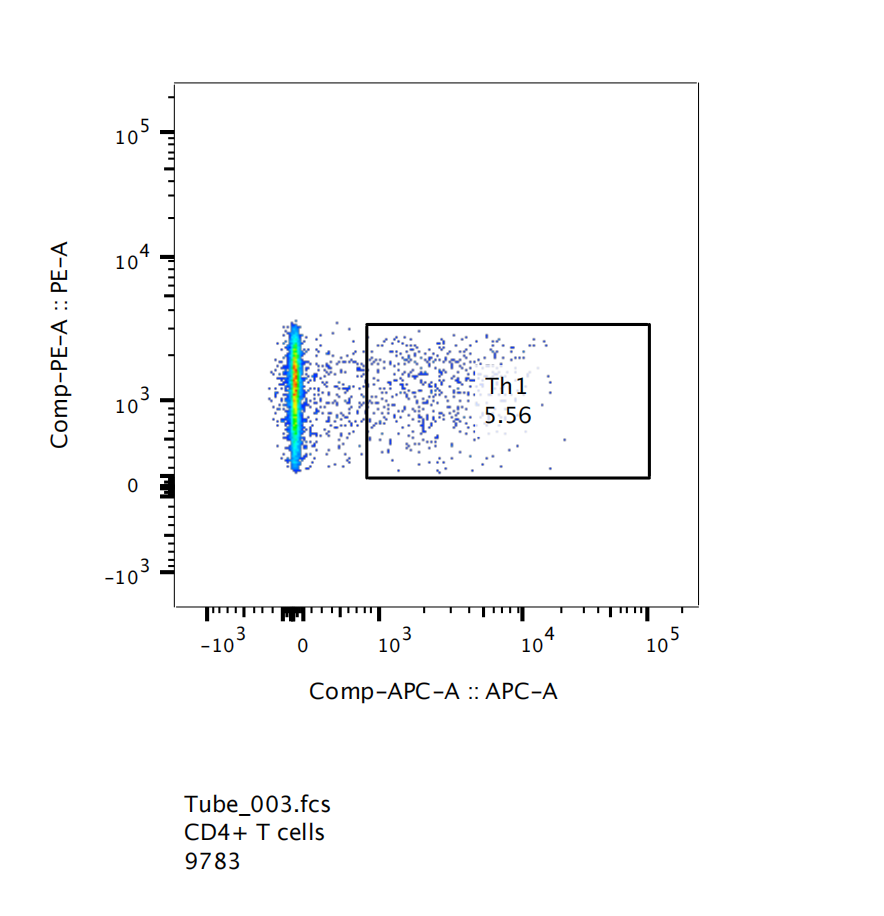 10^5
10^4
10^3
0
-10^3
Comp-PE-A :: PE-A
Th1
5.56
-10^3 0 10^3 10^4 10^5
Comp-APC-A :: APC-A
Tube_003.fcs
CD4+ T cells
9783